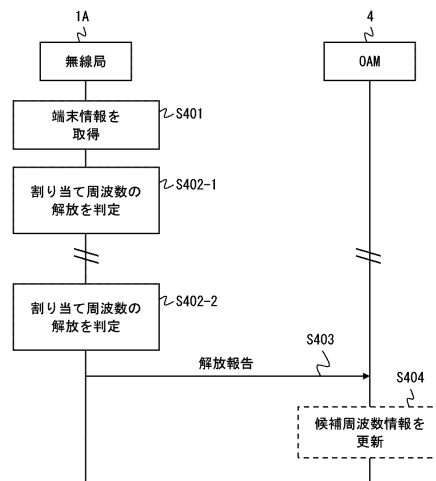 1A
4
無線局
OAM
端末情報を
取得
S401
割り当て周波数の
解放を判定
S402-1
割り当て周波数の
解放を判定
S402-2
解放報告
S403
S404
候補周波数情報を
更新